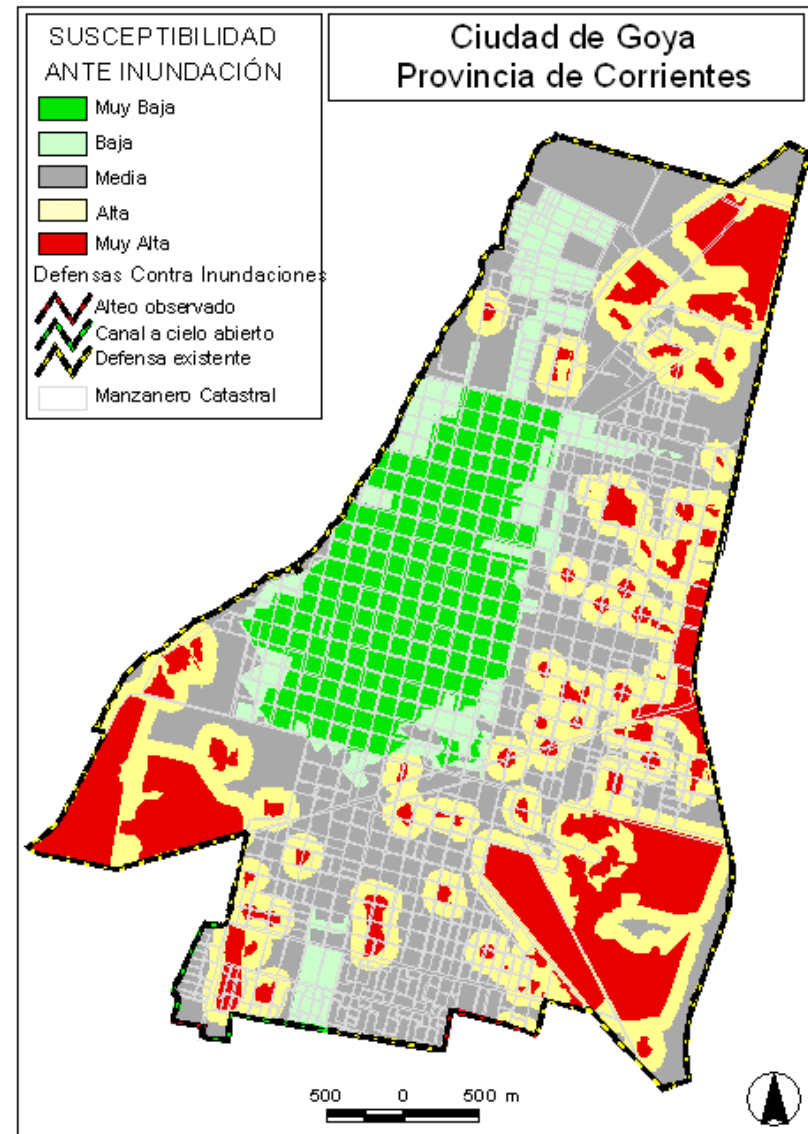 SUSCEPTIBILIDAD
ANTE INUNDACIÓN
Muy Baja
Baja
Media
Alta
Muy Alta
Defensas Contra Inundaciones
Alteo observado
Canal a cielo abierto
Defensa existente
Manzanero Catastral
Ciudad de Goya
Provincia de Corrientes
500 0 500 m